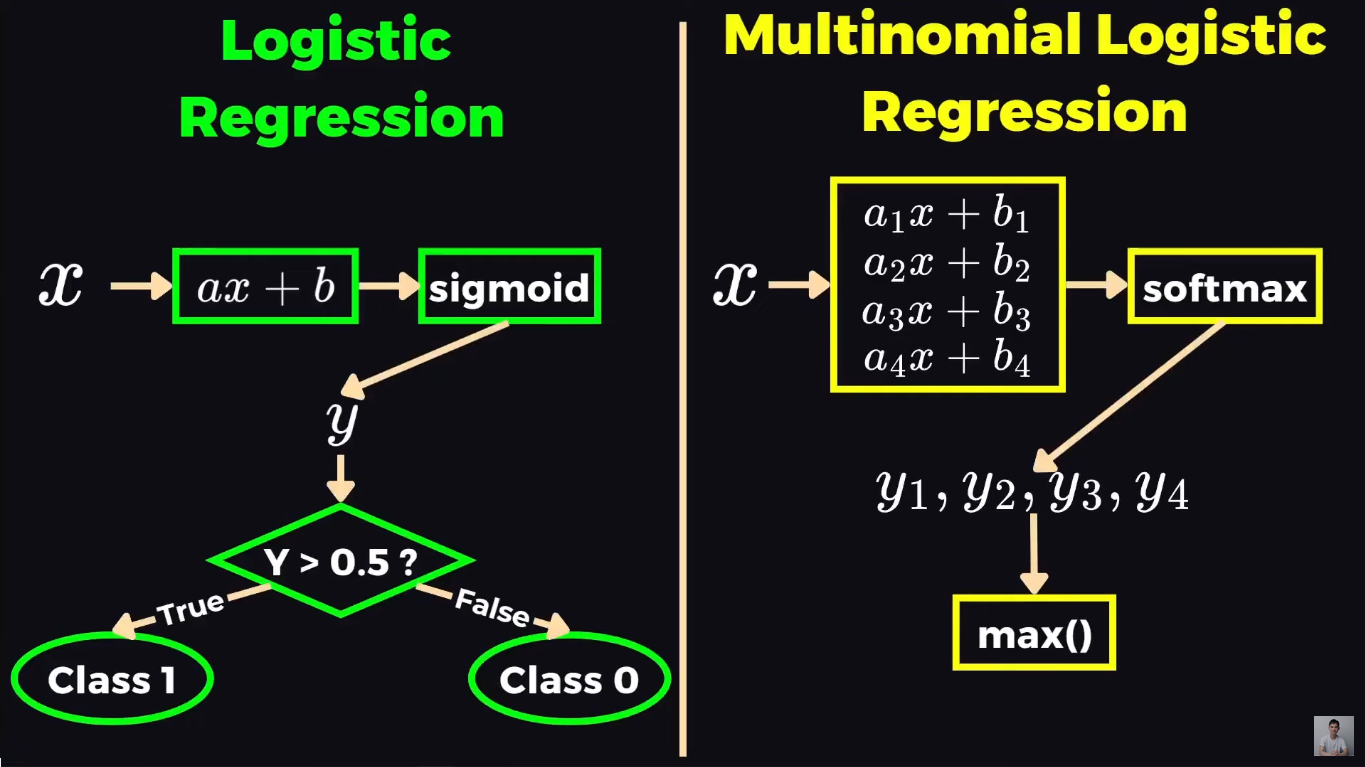 Logistic
Regression
x
ax + b
sigmoid
y
Y > 0.5 ?
True
False
Class 1
Class 0
Multinomial Logistic
Regression
x
a₁x + b₁
a₂x + b₂
a₃x + b₃
a₄x + b₄
softmax
y₁, y₂, y₃, y₄
max()